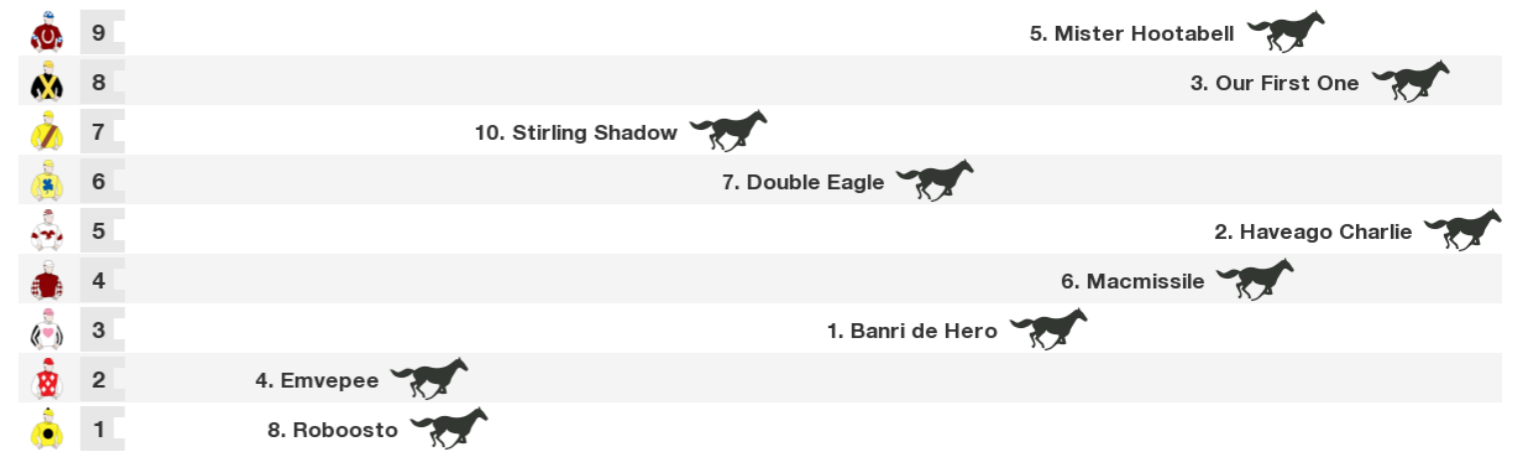 9 5. Mister Hootabell
8 3. Our First One
7 10. Stirling Shadow
6 7. Double Eagle
5 2. Haveago Charlie
4 6. Macmissile
3 1. Banri de Hero
2 4. Emvepee
1 8. Roboosto